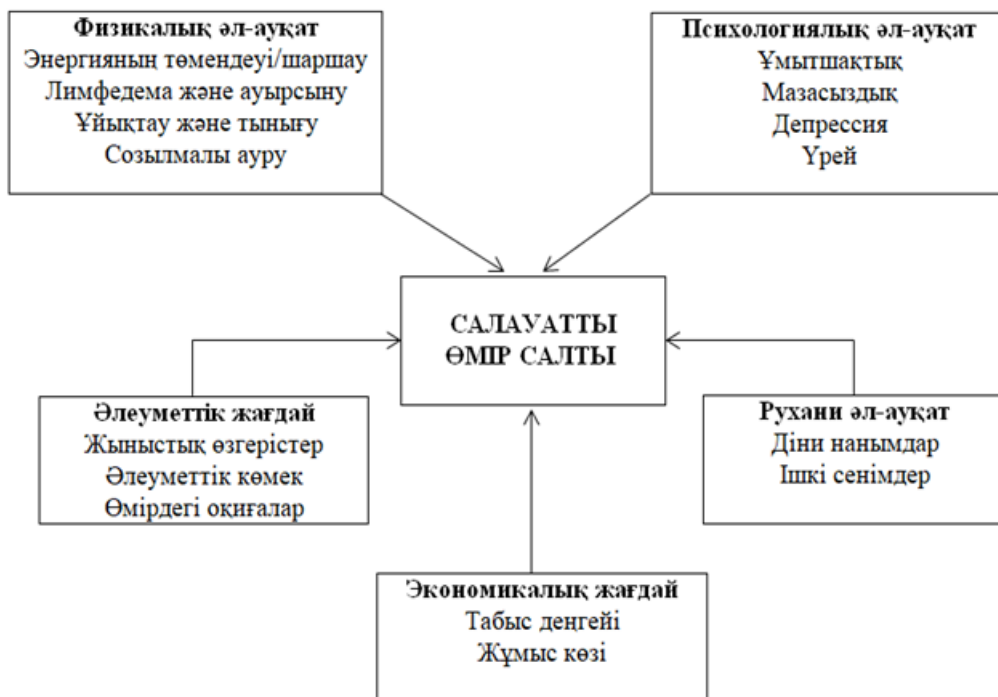 Физикалық әл-ауқат
Энергияның төмендеуі/шаршау
Лимфедема және ауырсыну
Ұйықтау және тынығу
Созылмалы ауру
Психологиялық әл-ауқат
Ұмытшақтық
Мазасыздық
Депрессия
Үрей
САЛАУАТТЫ
ӨМІР САЛТЫ
Әлеуметтік жағдай
Жыныстық өзгерістер
Әлеуметтік көмек
Өмірдегі оқиғалар
Рухани әл-ауқат
Діни нанымдар
Ішкі сенімдер
Экономикалық жағдай
Табыс деңгейі
Жұмыс көзі